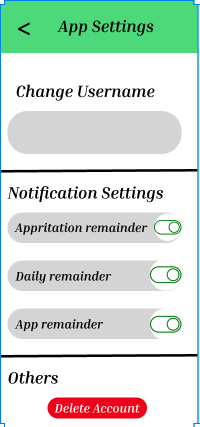 < App Settings
Change Username
Notification Settings
Appritation remainder
Daily remainder
App remainder
Others
Delete Account